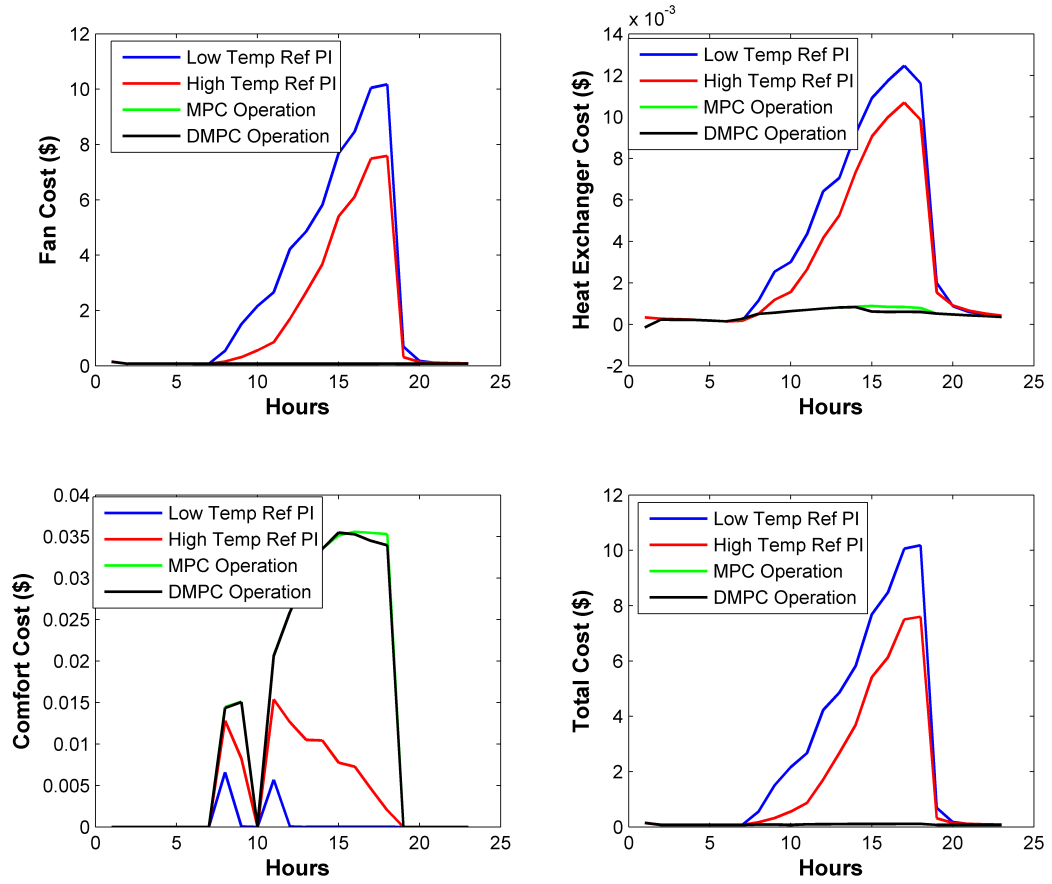 12
10
8
6
4
2
0
0
5
10
15
20
25
Fan Cost ($)
Hours
Low Temp Ref PI
High Temp Ref PI
MPC Operation
DMPC Operation
x 10-3
14
12
10
8
6
4
2
0
-2
0
5
10
15
20
25
Heat Exchanger Cost ($)
Hours
Low Temp Ref PI
High Temp Ref PI
MPC Operation
DMPC Operation
0.04
0.035
0.03
0.025
0.02
0.015
0.01
0.005
0
0
5
10
15
20
25
Comfort Cost ($)
Hours
Low Temp Ref PI
High Temp Ref PI
MPC Operation
DMPC Operation
12
10
8
6
4
2
0
0
5
10
15
20
25
Total Cost ($)
Hours
Low Temp Ref PI
High Temp Ref PI
MPC Operation
DMPC Operation